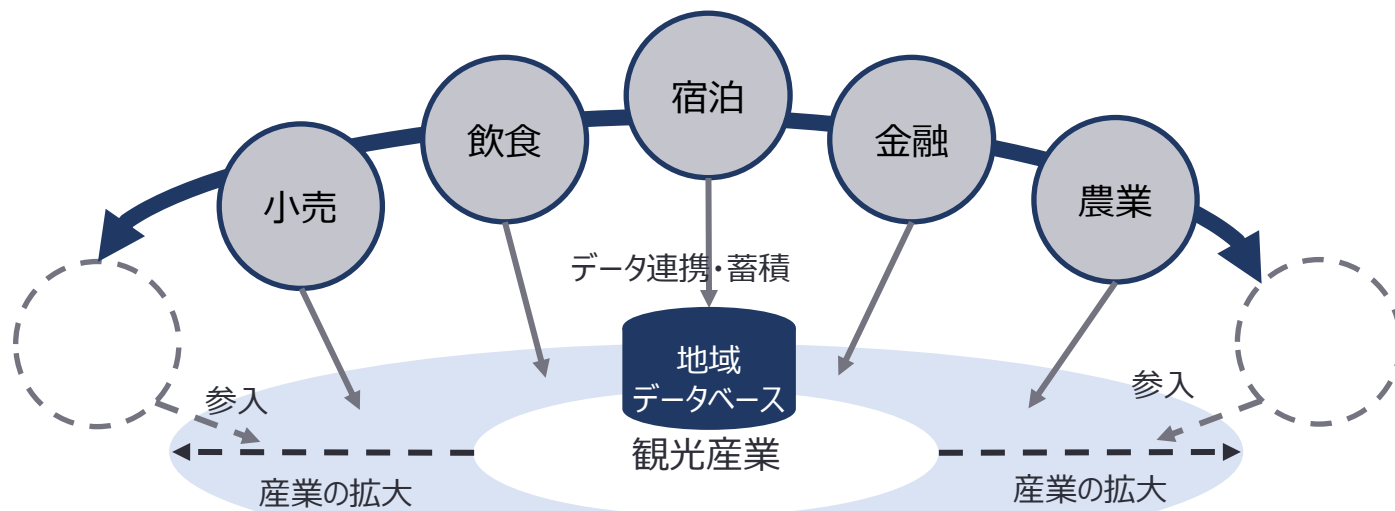 宿泊
飲食
金融
小売
農業
データ連携・蓄積
地域
データベース
参入
参入
観光産業
産業の拡大
産業の拡大